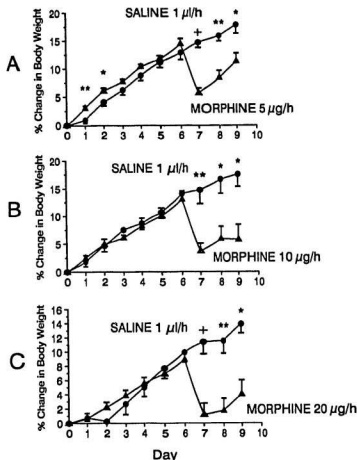 SALINE 1 µl/h
+ ** *
** *
A
% Change in Body Weight
20
15
10
5
0
MORPHINE 5 µg/h
0 1 2 3 4 5 6 7 8 9 10
SALINE 1 µl/h
** * *
B
% Change in Body Weight
20
15
10
5
0
MORPHINE 10 µg/h
0 1 2 3 4 5 6 7 8 9 10
SALINE 1 µl/h
+ ** *
C
% Change in Body Weight
16
14
12
10
8
6
4
2
0
MORPHINE 20 µg/h
0 1 2 3 4 5 6 7 8 9 10
Day